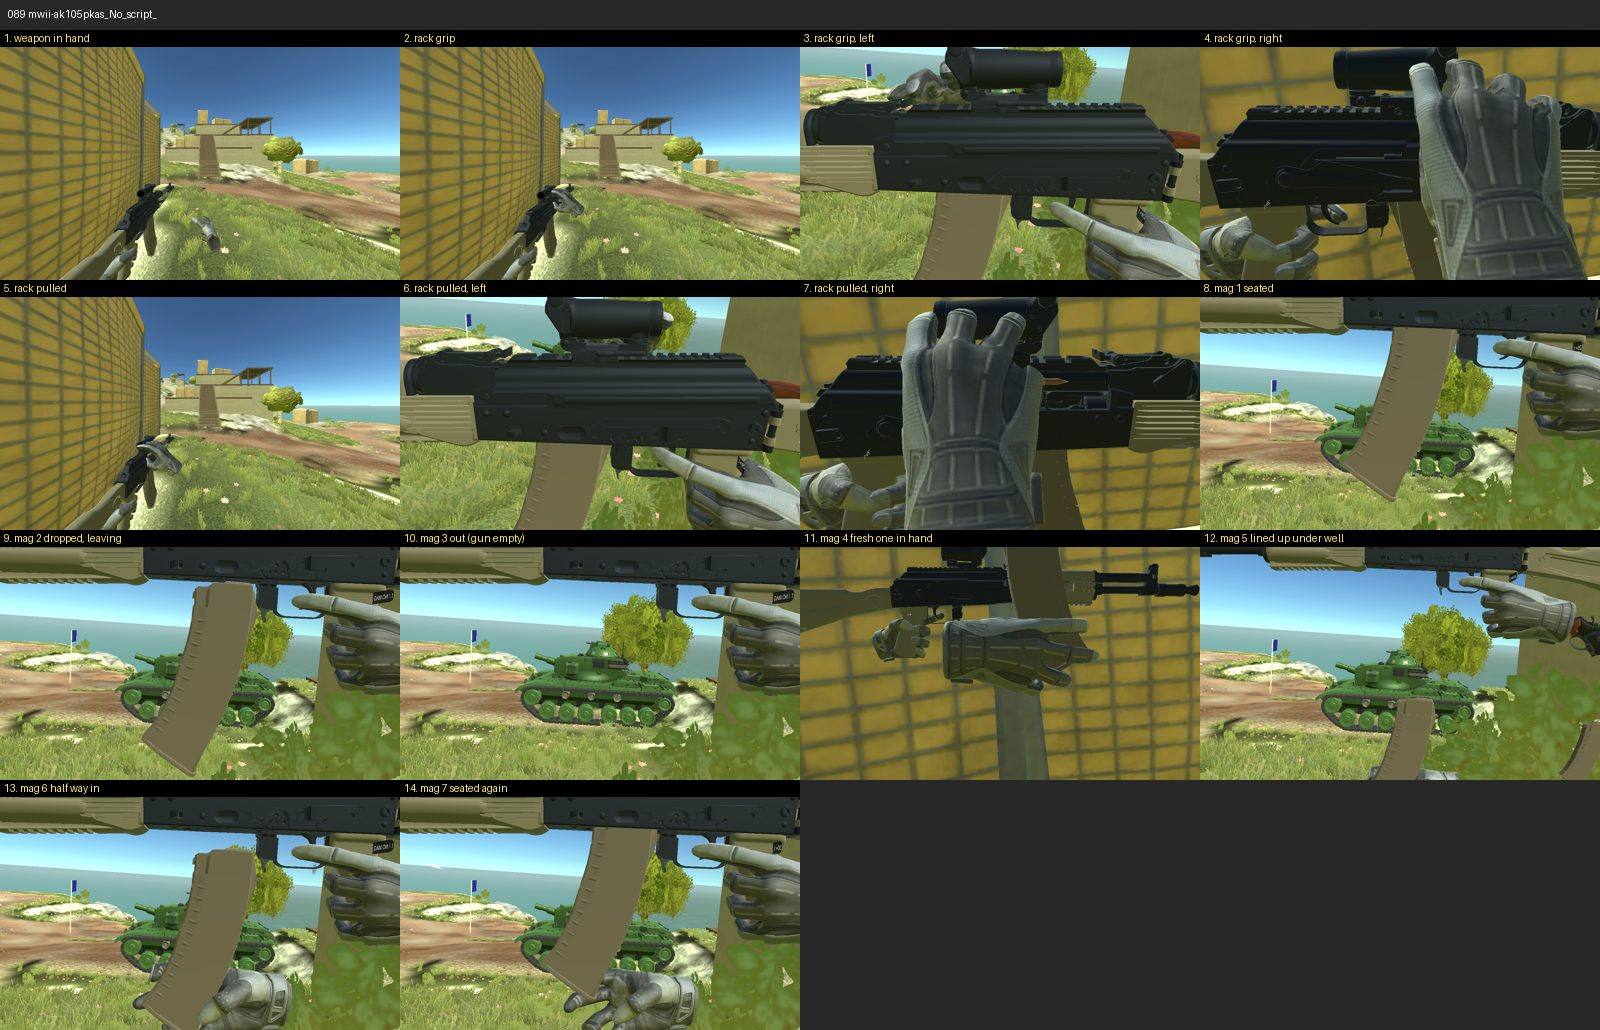 089 mwii-ak105pkas_No_script_
1. weapon in hand
2. rack grip
3. rack grip, left
4. rack grip, right
5. rack pulled
6. rack pulled, left
7. rack pulled, right
8. mag 1 seated
9. mag 2 dropped, leaving
10. mag 3 out (gun empty)
11. mag 4 fresh one in hand
12. mag 5 lined up under well
13. mag 6 half way in
14. mag 7 seated again